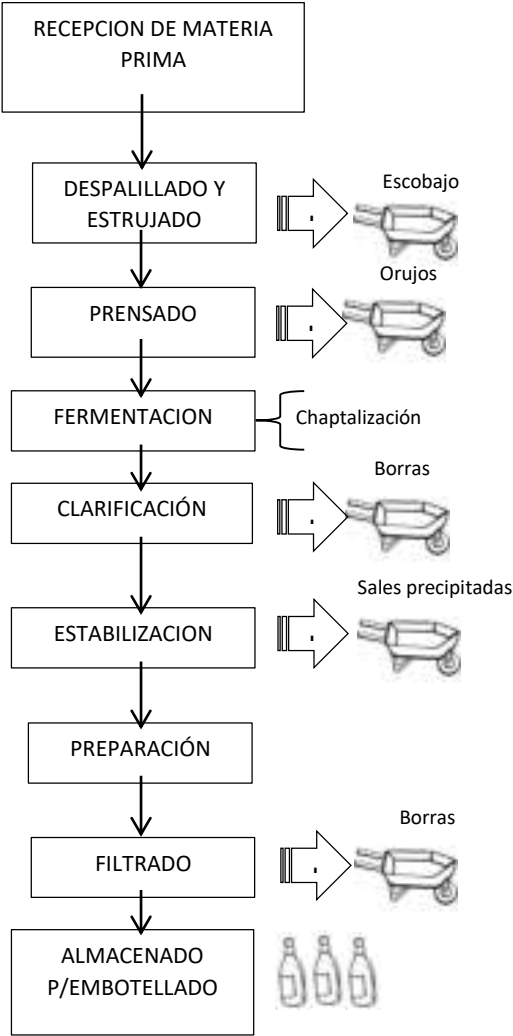 RECEPCION DE MATERIA
PRIMA
DESPALILLADO Y
ESTRUJADO
Escobajo
PRENSADO
Orujos
FERMENTACION
Chaptalización
CLARIFICACIÓN
Borras
ESTABILIZACION
Sales precipitadas
PREPARACIÓN
FILTRADO
Borras
ALMACENADO
P/EMBOTELLADO